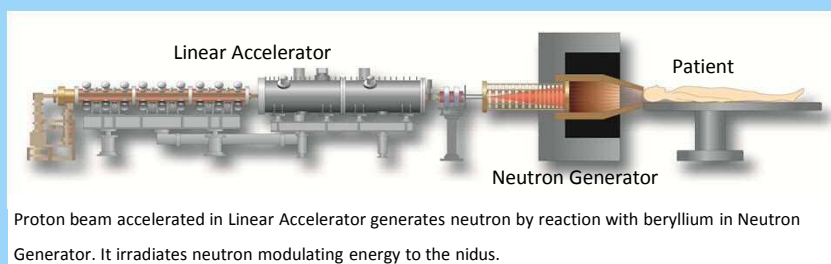 Linear Accelerator
Patient
Neutron Generator
Proton beam accelerated in Linear Accelerator generates neutron by reaction with beryllium in Neutron
Generator. It irradiates neutron modulating energy to the nidus.